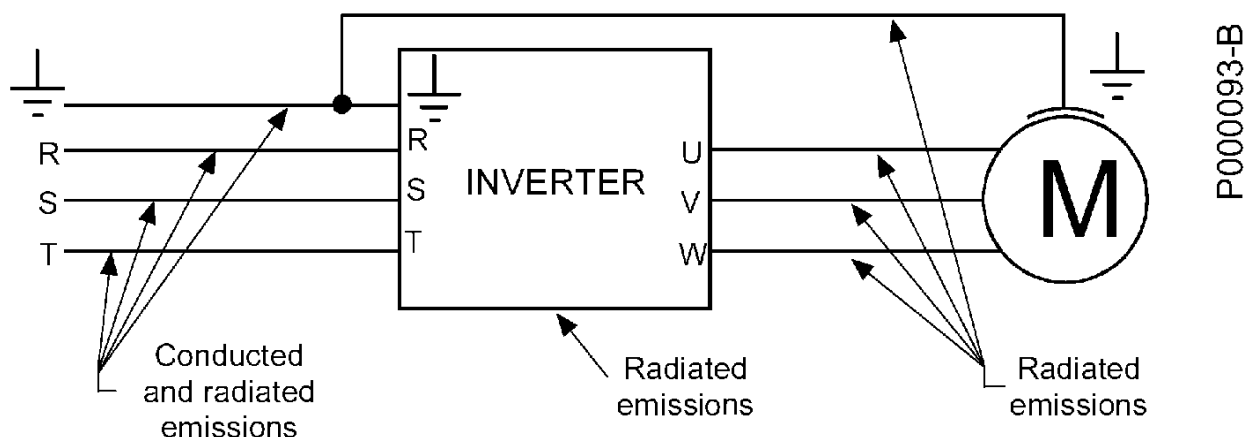 P000093-B
R
S
T
R
S
T
INVERTER
U
V
W
M
Conducted
and radiated
emissions
Radiated
emissions
Radiated
emissions